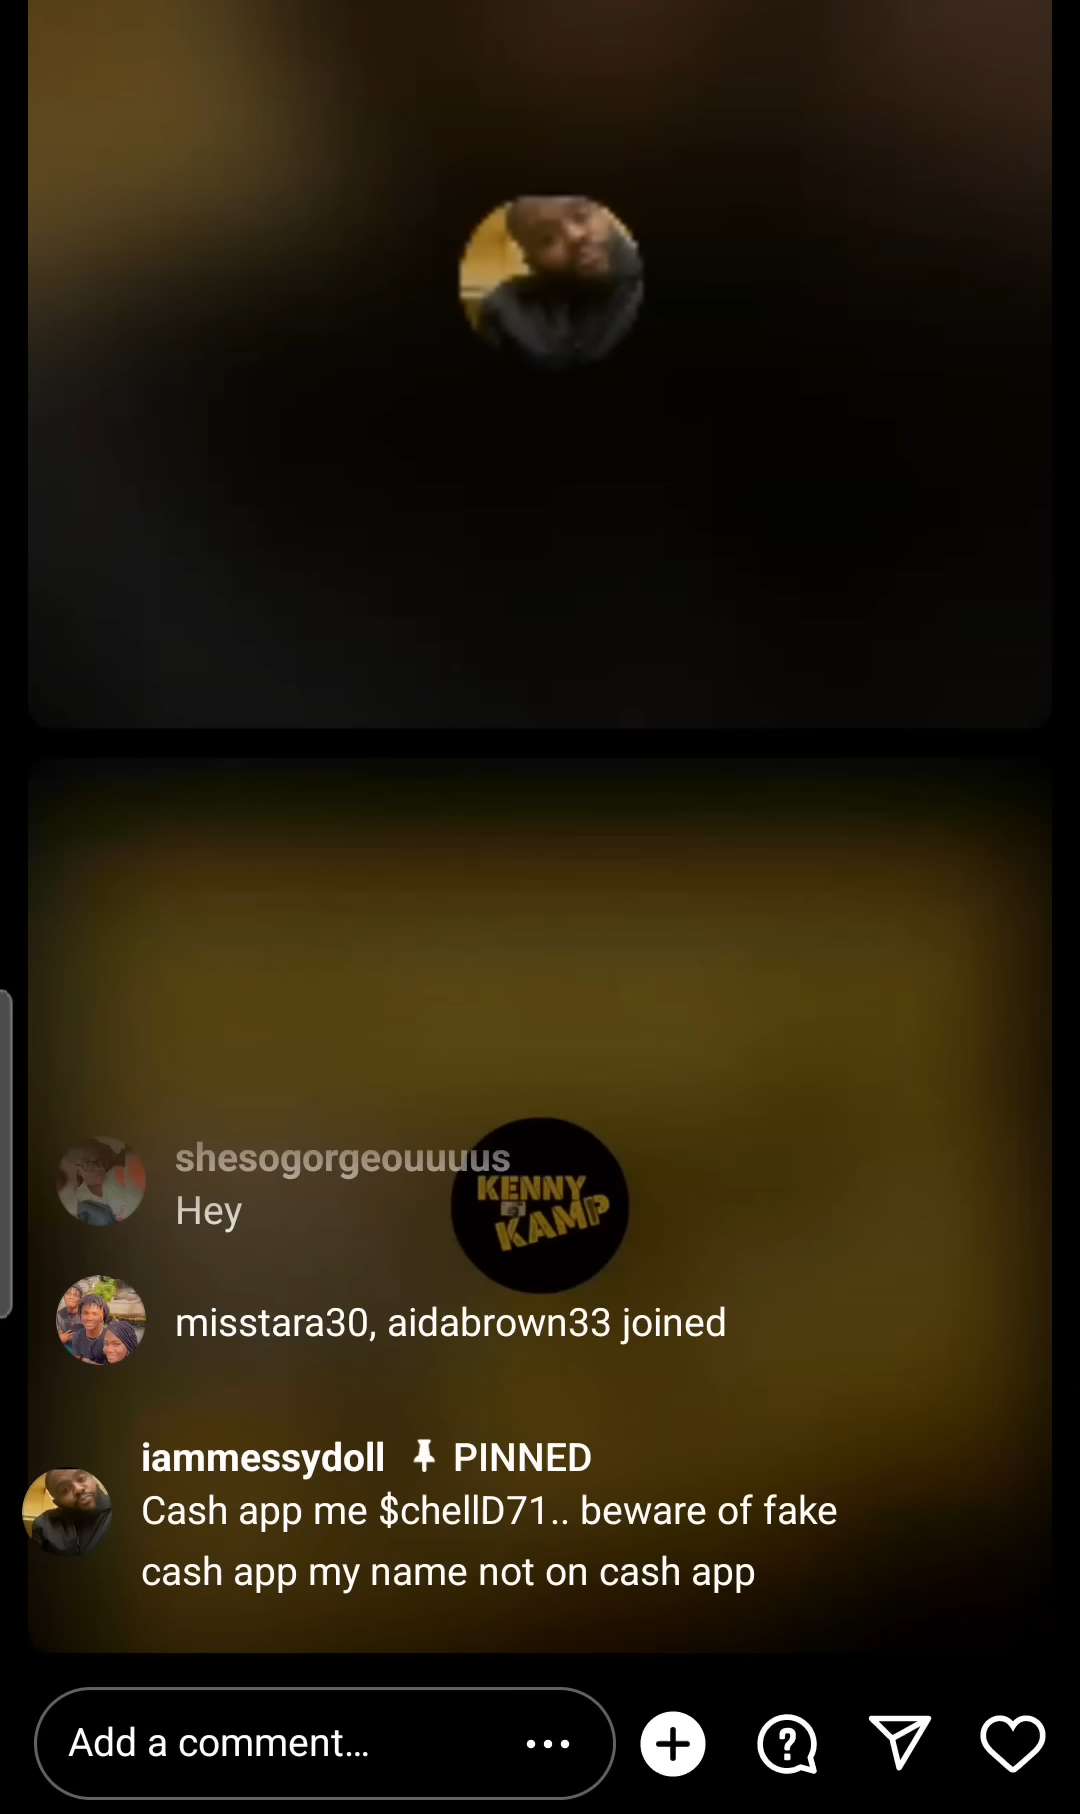 shesogorgeouuuus
Hey
KENNY
KAMP
misstara30, aidabrown33 joined
iammessydoll PINNED
Cash app me $chellD71.. beware of fake
cash app my name not on cash app
Add a comment...